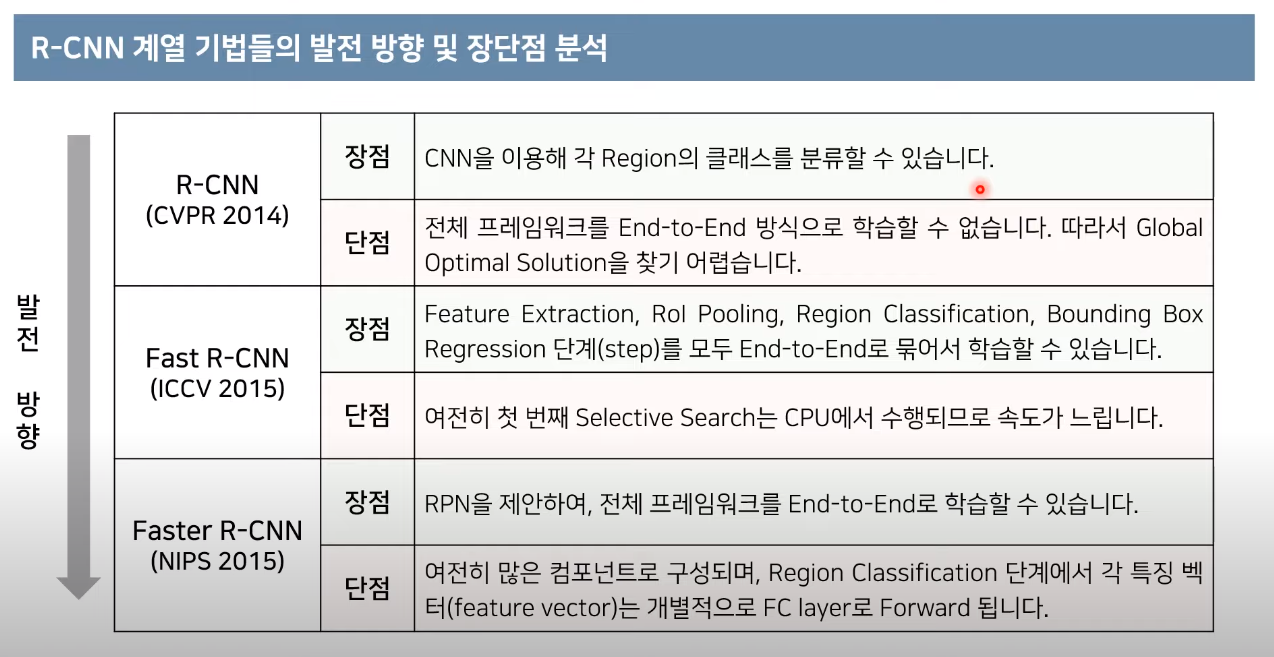 R-CNN 계열 기법들의 발전 방향 및 장단점 분석
발전 방향
R-CNN
(CVPR 2014)
장점
CNN을 이용해 각 Region의 클래스를 분류할 수 있습니다.
단점
전체 프레임워크를 End-to-End 방식으로 학습할 수 없습니다. 따라서 Global
Optimal Solution을 찾기 어렵습니다.
Fast R-CNN
(ICCV 2015)
장점
Feature Extraction, RoI Pooling, Region Classification, Bounding Box
Regression 단계(step)를 모두 End-to-End로 묶어서 학습할 수 있습니다.
단점
여전히 첫 번째 Selective Search는 CPU에서 수행되므로 속도가 느립니다.
Faster R-CNN
(NIPS 2015)
장점
RPN을 제안하여, 전체 프레임워크를 End-to-End로 학습할 수 있습니다.
단점
여전히 많은 컴포넌트로 구성되며, Region Classification 단계에서 각 특징 벡
터(feature vector)는 개별적으로 FC layer로 Forward 됩니다.